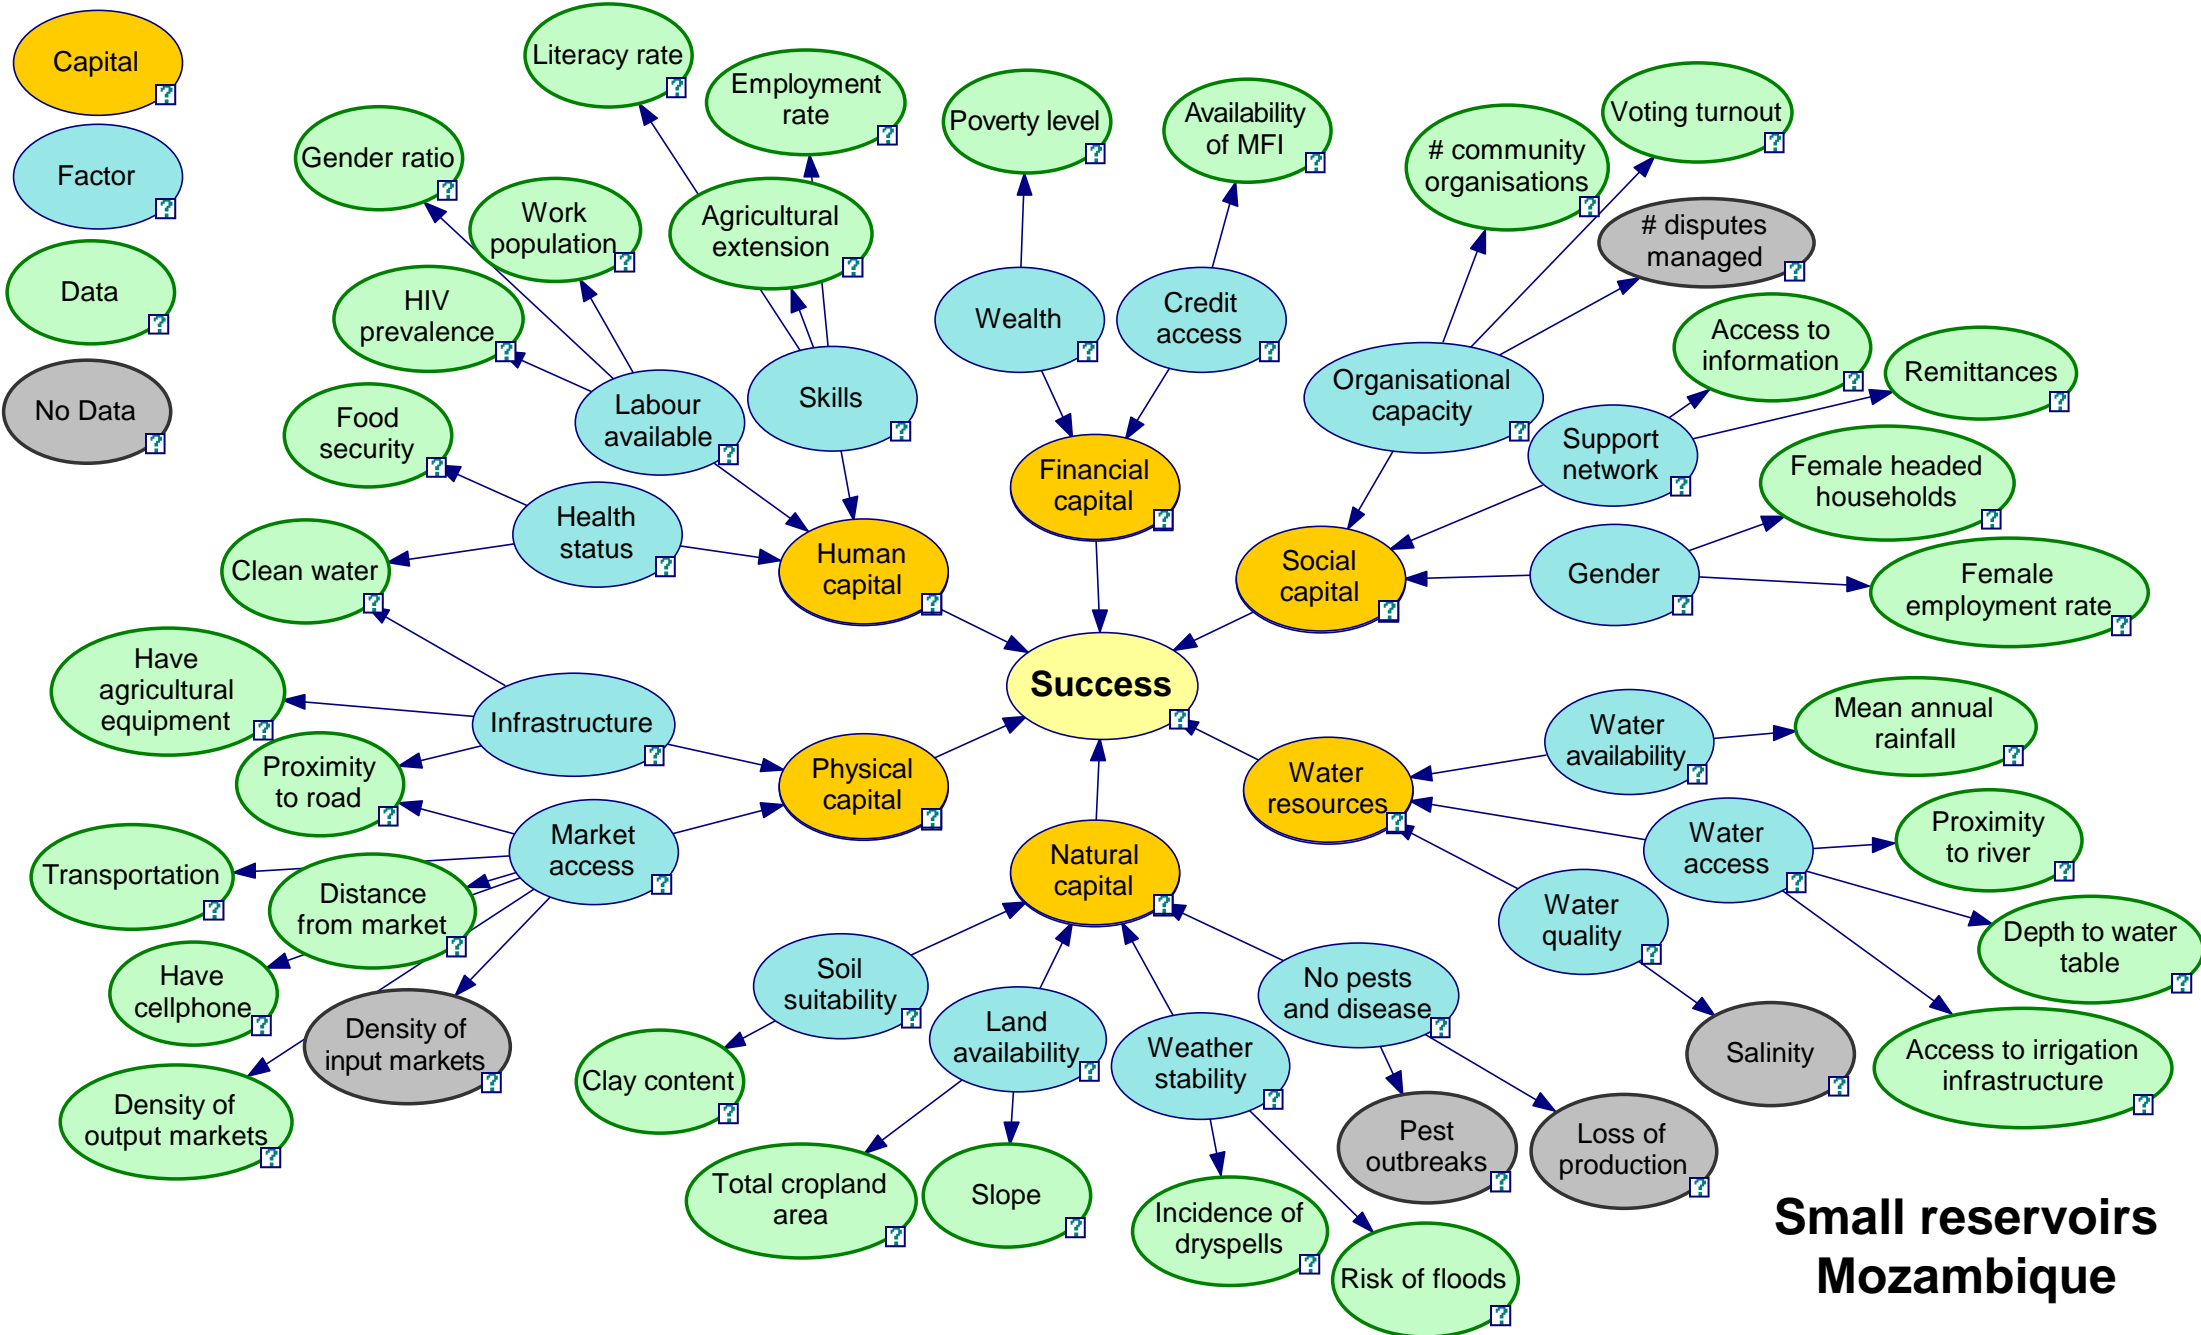 Capital
Factor
Data
No Data
Literacy rate
Employment
rate
Gender ratio
Work
population
Agricultural
extension
HIV
prevalence
Food
security
Labour
available
Skills
Health
status
Clean water
Human
capital
Poverty level
Availability
of MFI
Wealth
Credit
access
Financial
capital
# community
organisations
Voting turnout
# disputes
managed
Access to
information
Remittances
Organisational
capacity
Support
network
Female headed
households
Social
capital
Gender
Female
employment rate
Success
Have
agricultural
equipment
Infrastructure
Proximity
to road
Physical
capital
Market
access
Transportation
Distance
from market
Have
cellphone
Density of
input markets
Density of
output markets
Natural
capital
Soil
suitability
Land
availability
Weather
stability
No pests
and disease
Clay content
Total cropland
area
Slope
Incidence of
dryspells
Risk of floods
Pest
outbreaks
Loss of
production
Water
resources
Water
availability
Mean annual
rainfall
Water
access
Proximity
to river
Water
quality
Depth to water
table
Salinity
Access to irrigation
infrastructure
Small reservoirs
Mozambique